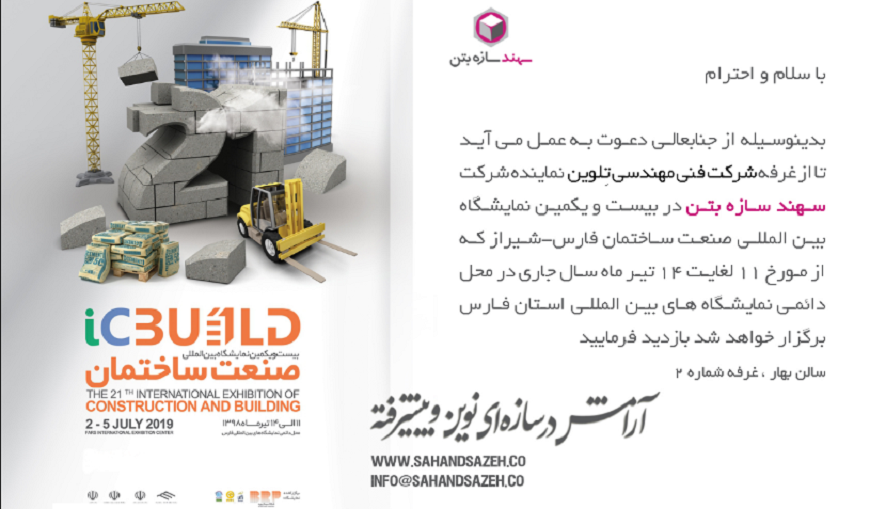 سهند سازه بتن
با سلام و احترام
بدینوسیله از جنابعالی دعوت به عمل می آید
تا از غرفه شرکت فنی مهندسی تِلوین نماینده شرکت
سهند سازه بتن در بیست و یکمین نمایشگاه
بین المللی صنعت ساختمان فارس-شیراز که
از مورخ ۱۱ لغایت ۱۴ تیر ماه سال جاری در محل
دائمی نمایشگاه های بین المللی استان فارس
برگزار خواهد شد بازدید فرمایید
سالن بهار ، غرفه شماره ۲
آرامش در سازه ای نوین و پیشرفته
WWW.SAHANDSAZEH.CO
INFO@SAHANDSAZEH.CO
21
iCBUILD
بیست و یکمین نمایشگاه بین المللی
صنعت ساختمان
THE 21TH INTERNATIONAL EXHIBITION OF
CONSTRUCTION AND BUILDING
2 - 5 JULY 2019
۱۱ الی ۱۴ تیر ماه ۱۳۹۸
FARS INTERNATIONAL EXHIBITION CENTER
محل دائمی نمایشگاه های بین المللی فارس
BRP